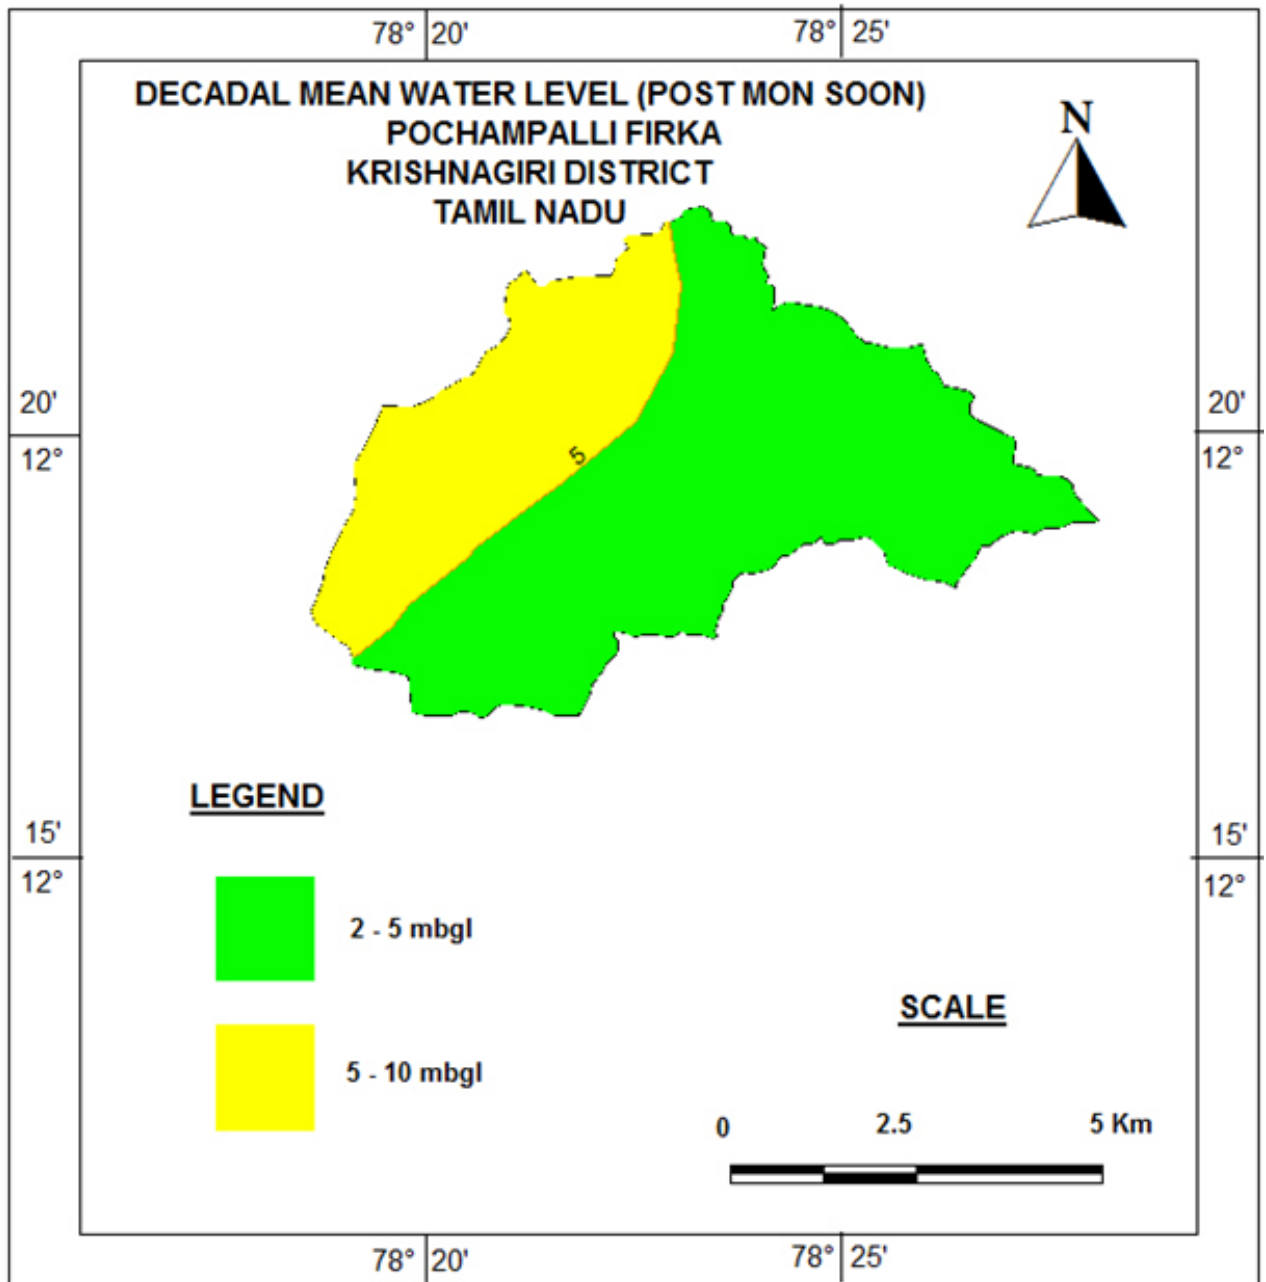 78° 20'
78° 25'
DECADAL MEAN WATER LEVEL (POST MON SOON)
POCHAMPALLI FIRKA
KRISHNAGIRI DISTRICT
TAMIL NADU
N
20'
12°
20'
12°
5
LEGEND
15'
12°
15'
12°
2 - 5 mbgl
5 - 10 mbgl
SCALE
0 2.5 5 Km
78° 20'
78° 25'